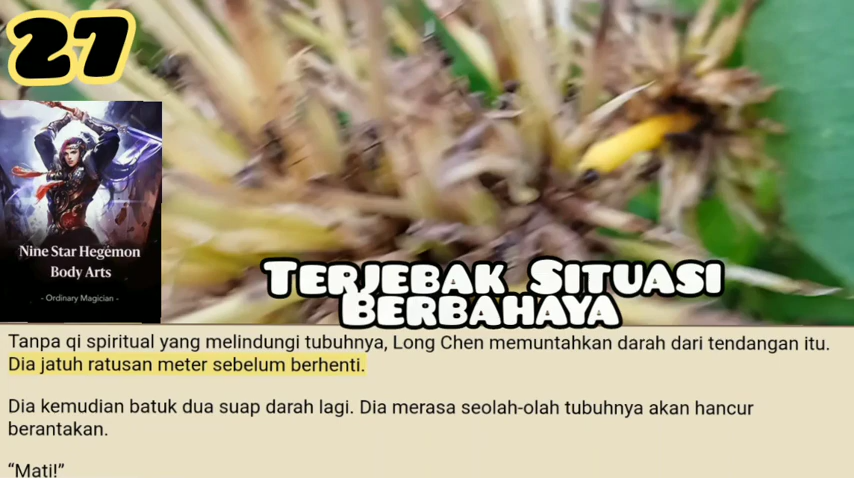 27
Nine Star Hegemon
Body Arts
- Ordinary Magician -
TERJEBAK SITUASI
BERBAHAYA
Tanpa qi spiritual yang melindungi tubuhnya, Long Chen memuntahkan darah dari tendangan itu.
Dia jatuh ratusan meter sebelum berhenti.
Dia kemudian batuk dua suap darah lagi. Dia merasa seolah-olah tubuhnya akan hancur
berantakan.
“Mati!”